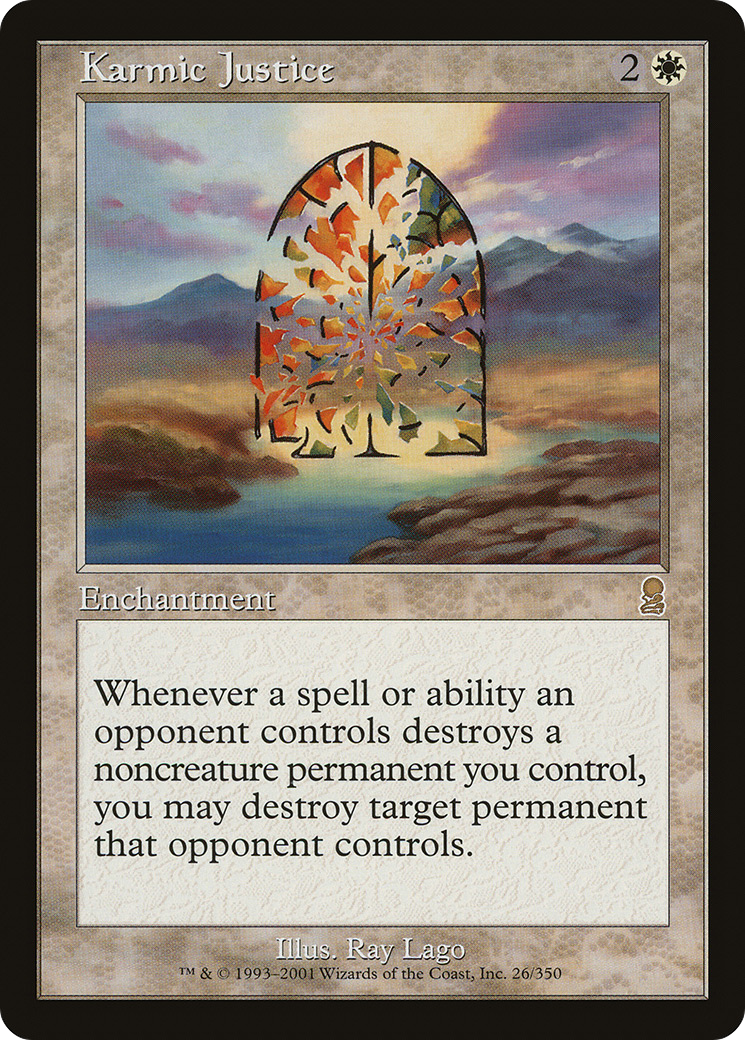 Karmic Justice 2
Enchantment
Whenever a spell or ability an
opponent controls destroys a
noncreature permanent you control,
you may destroy target permanent
that opponent controls.
Illus. Ray Lago
™ & © 1993–2001 Wizards of the Coast, Inc. 26/350